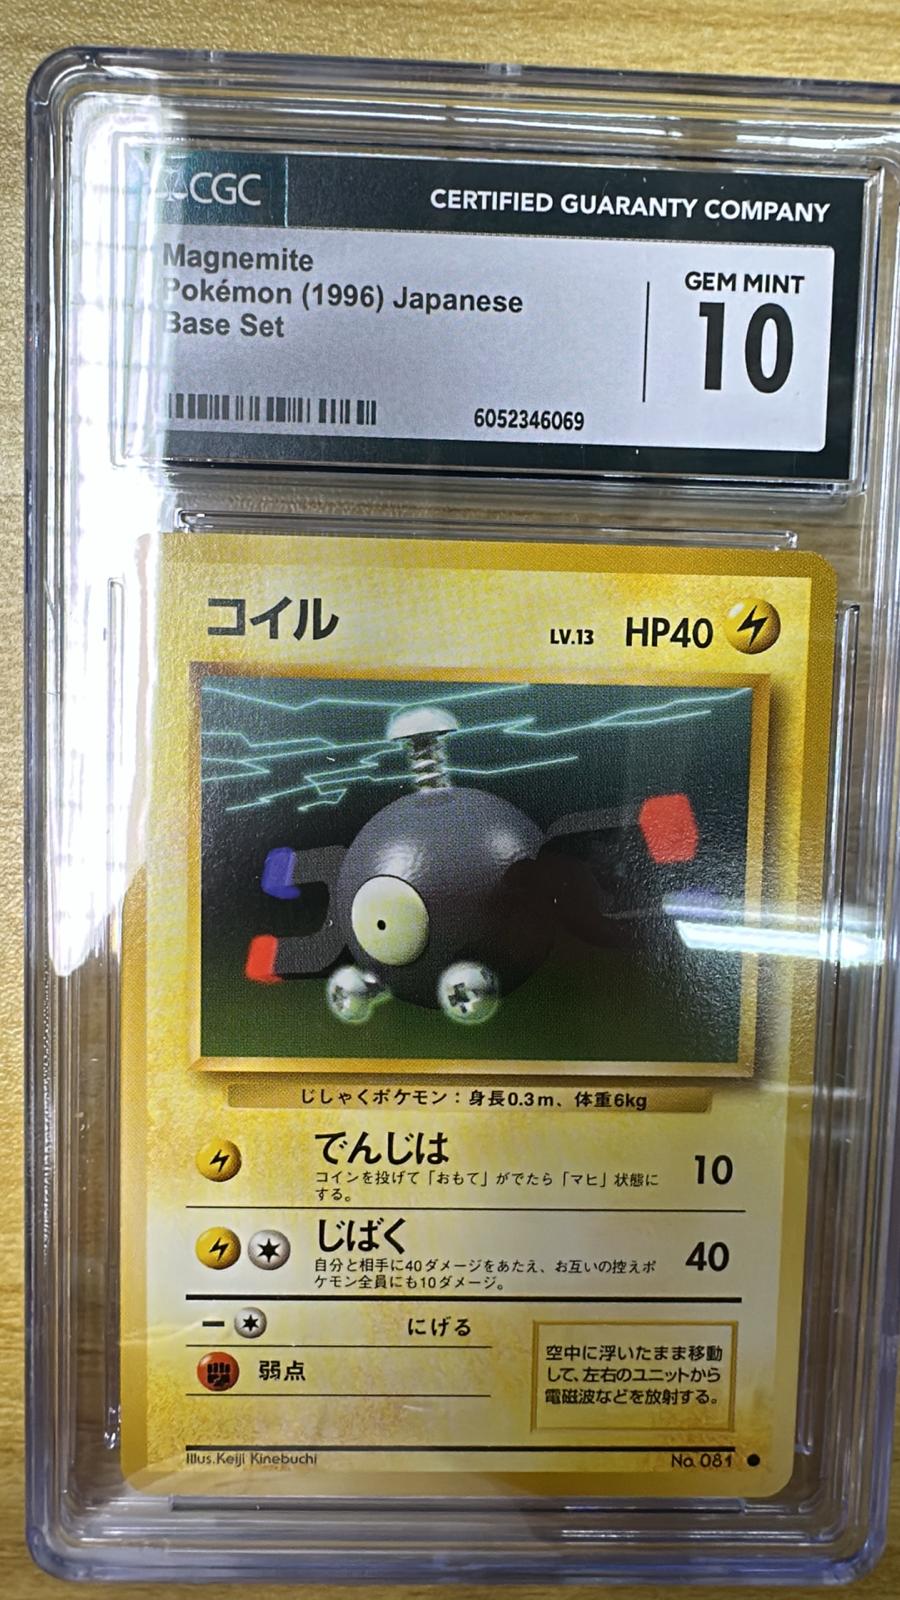 CGC
CERTIFIED GUARANTY COMPANY
Magnemite
Pokémon (1996) Japanese
Base Set
GEM MINT
10
6052346069
コイル
LV.13 HP40
じしゃくポケモン：身長0.3m、体重6kg
でんじは 10
コインを投げて「おもて」がでたら「マヒ」状態に
する。
じばく 40
自分と相手に40ダメージをあたえ、お互いの控えポ
ケモン全員にも10ダメージ。
にげる
弱点
空中に浮いたまま移動
して、左右のユニットから
電磁波などを放射する。
Illus.Keiji Kinebuchi
No. 081